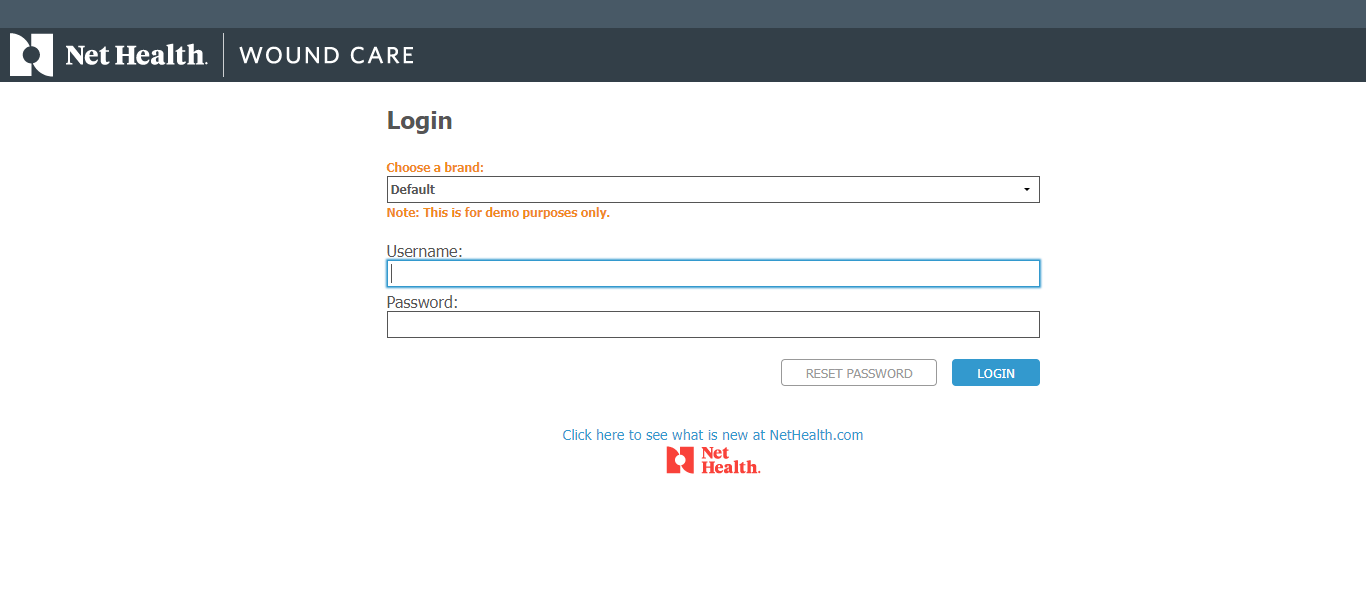 Net Health. WOUND CARE
Login
Choose a brand:
Default
Note: This is for demo purposes only.
Username:
Password:
RESET PASSWORD LOGIN
Click here to see what is new at NetHealth.com
Net
Health.